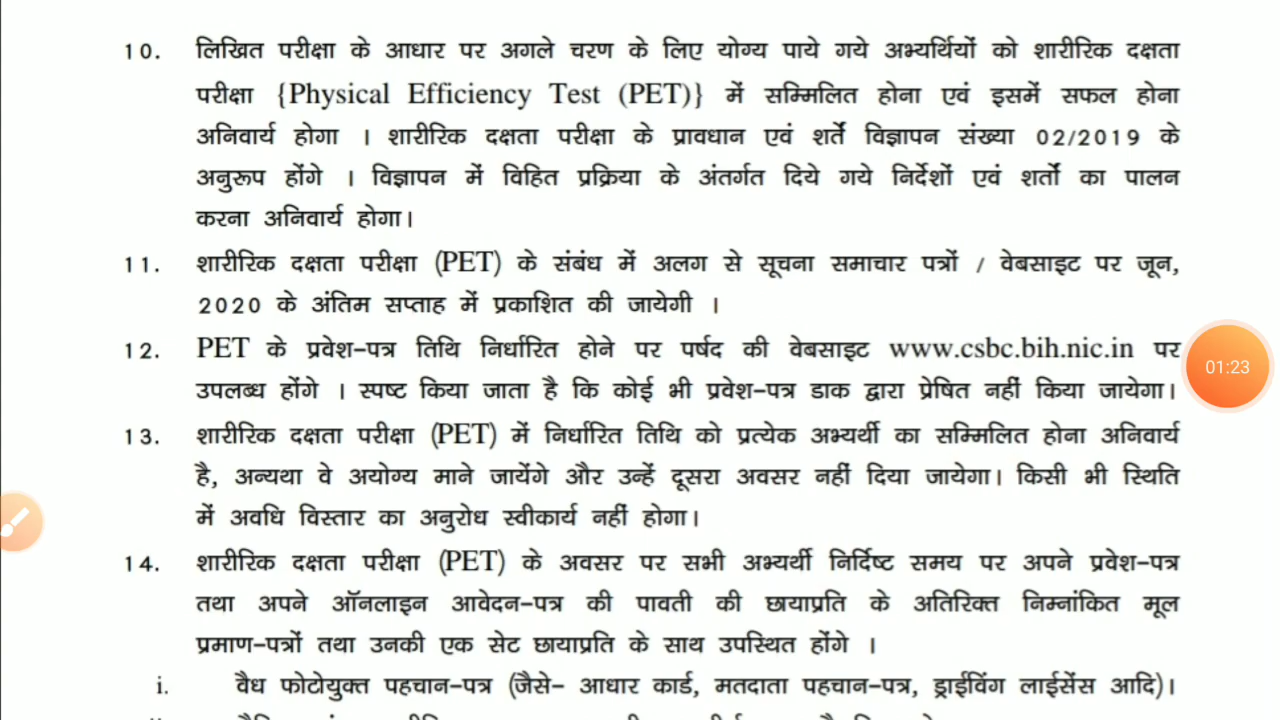 10. लिखित परीक्षा के आधार पर अगले चरण के लिए योग्य पाये गये अभ्यर्थियों को शारीरिक दक्षता
परीक्षा {Physical Efficiency Test (PET)} में सम्मिलित होना एवं इसमें सफल होना
अनिवार्य होगा । शारीरिक दक्षता परीक्षा के प्रावधान एवं शर्तें विज्ञापन संख्या 02/2019 के
अनुरूप होंगे । विज्ञापन में विहित प्रक्रिया के अंतर्गत दिये गये निर्देशों एवं शर्तों का पालन
करना अनिवार्य होगा।
11. शारीरिक दक्षता परीक्षा (PET) के संबंध में अलग से सूचना समाचार पत्रों / वेबसाइट पर जून,
2020 के अंतिम सप्ताह में प्रकाशित की जायेगी ।
12. PET के प्रवेश-पत्र तिथि निर्धारित होने पर पर्षद की वेबसाइट www.csbc.bih.nic.in पर
उपलब्ध होंगे । स्पष्ट किया जाता है कि कोई भी प्रवेश-पत्र डाक द्वारा प्रेषित नहीं किया जायेगा।
01:23
13. शारीरिक दक्षता परीक्षा (PET) में निर्धारित तिथि को प्रत्येक अभ्यर्थी का सम्मिलित होना अनिवार्य
है, अन्यथा वे अयोग्य माने जायेंगे और उन्हें दूसरा अवसर नहीं दिया जायेगा। किसी भी स्थिति
में अवधि विस्तार का अनुरोध स्वीकार्य नहीं होगा।
14. शारीरिक दक्षता परीक्षा (PET) के अवसर पर सभी अभ्यर्थी निर्दिष्ट समय पर अपने प्रवेश-पत्र
तथा अपने ऑनलाइन आवेदन-पत्र की पावती की छायाप्रति के अतिरिक्त निम्नांकित मूल
प्रमाण-पत्रों तथा उनकी एक सेट छायाप्रति के साथ उपस्थित होंगे ।
i. वैध फोटोयुक्त पहचान-पत्र (जैसे- आधार कार्ड, मतदाता पहचान-पत्र, ड्राईविंग लाईसेंस आदि)।